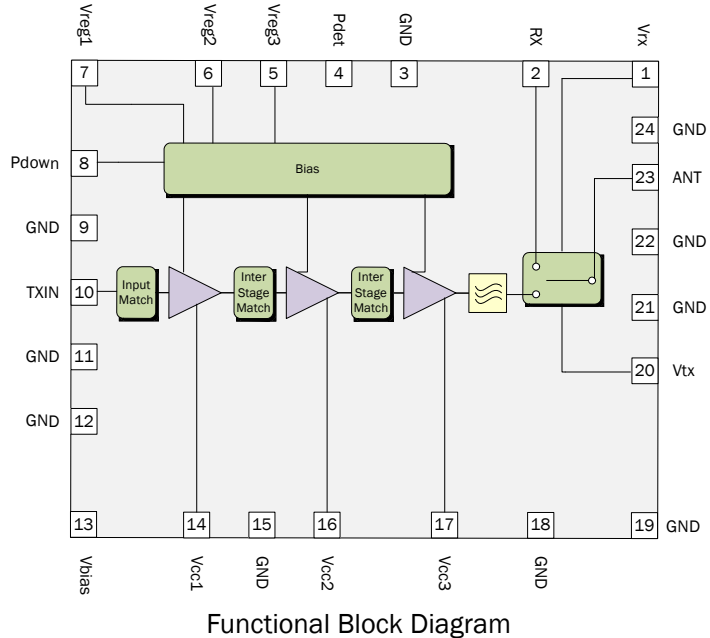 Vreg1
Vreg2
Vreg3
Pdet
GND
RX
Vrx
7
6
5
4
3
2
1
24 GND
Pdown 8
Bias
23 ANT
GND 9
22 GND
TXIN 10
Input
Match
Inter
Stage
Match
Inter
Stage
Match
21 GND
GND 11
20 Vtx
GND 12
13
14
15
16
17
18
19 GND
Vbias
Vcc1
GND
Vcc2
Vcc3
GND
Functional Block Diagram